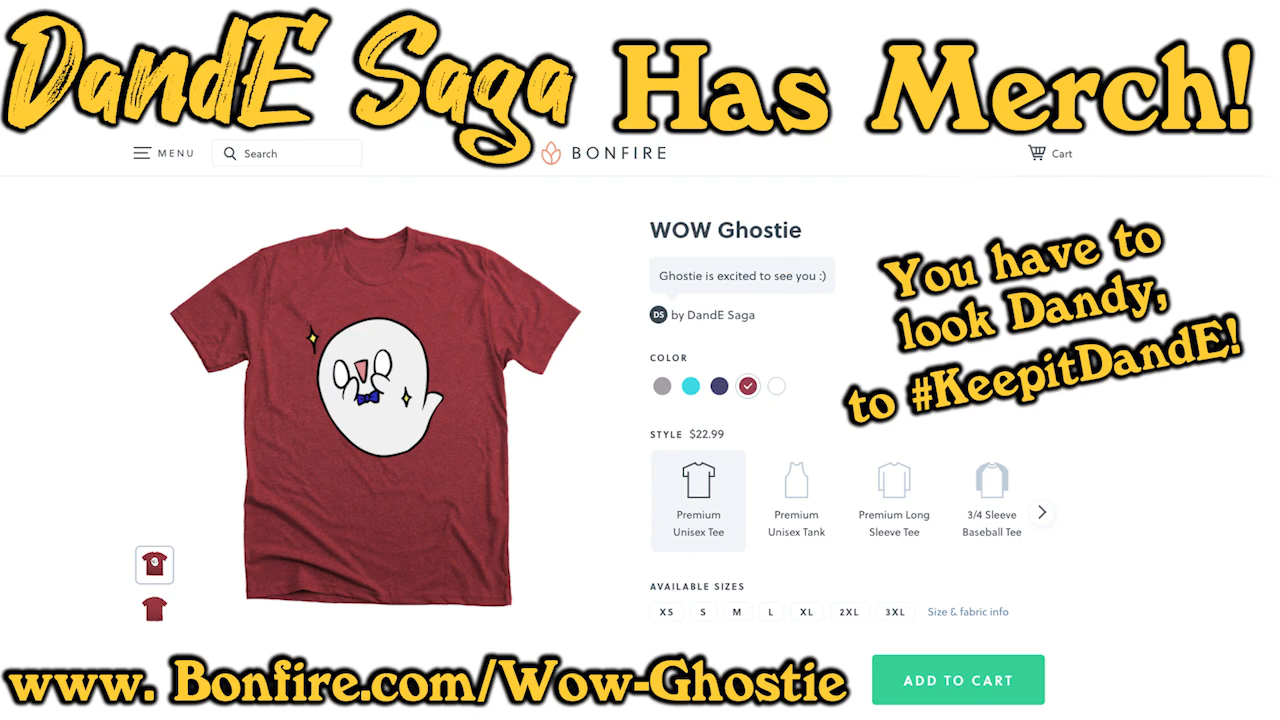 DandE Saga Has Merch!
MENU
Search
BONFIRE
Cart
WOW Ghostie
Ghostie is excited to see you :)
DS by DandE Saga
You have to
look Dandy,
to #KeepitDandE!
COLOR
STYLE $22.99
Premium
Unisex Tee
Premium
Unisex Tank
Premium Long
Sleeve Tee
3/4 Sleeve
Baseball Tee
AVAILABLE SIZES
XS S M L XL 2XL 3XL Size & fabric info
www. Bonfire.com/Wow-Ghostie
ADD TO CART